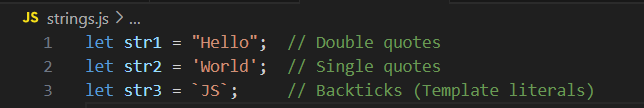 JS strings.js > ...
1 let str1 = "Hello";  // Double quotes
2 let str2 = 'World';  // Single quotes
3 let str3 = `JS`;     // Backticks (Template literals)